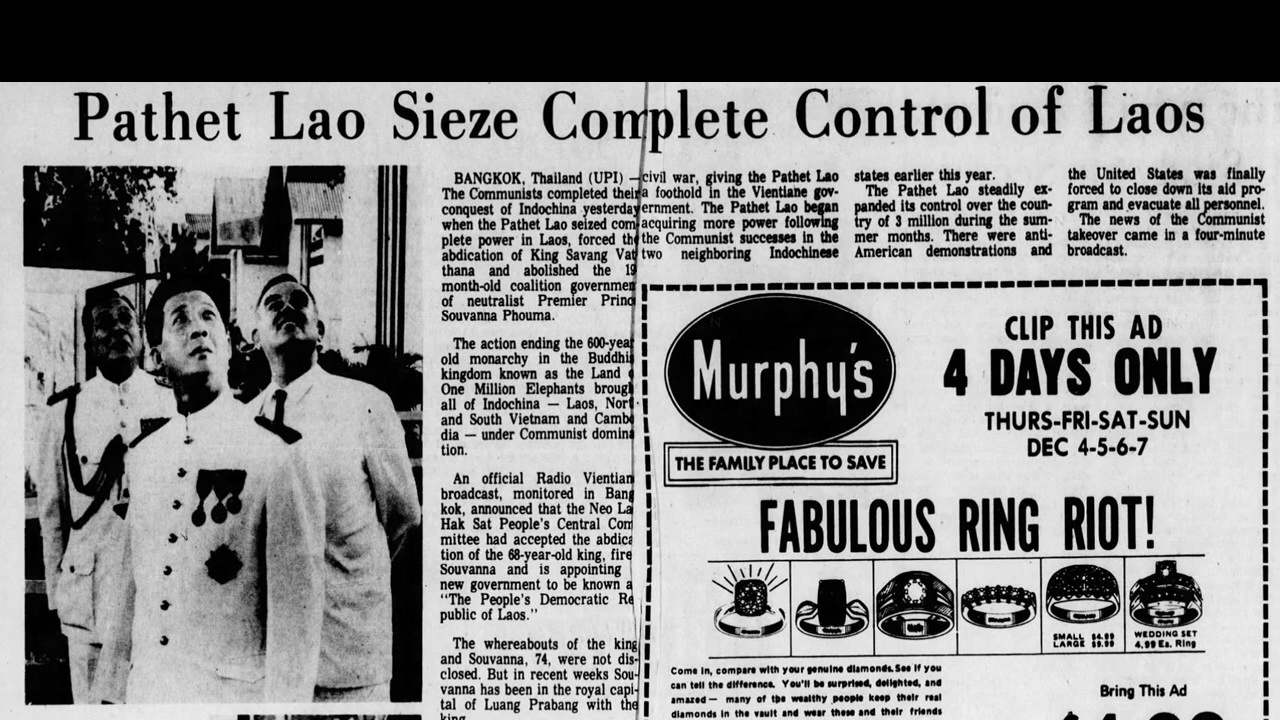 Pathet Lao Sieze Complete Control of Laos
BANGKOK, Thailand (UPI) —
The Communists completed their
conquest of Indochina yesterday
when the Pathet Lao seized com-
plete power in Laos, forced the
abdication of King Savang Vat
thana and abolished the 19
month-old coalition governmen
of neutralist Premier Princ
Souvanna Phouma.
The action ending the 600-year
old monarchy in the Buddhi
kingdom known as the Land
One Million Elephants brough
all of Indochina — Laos, Nort
and South Vietnam and Cambo
dia — under Communist domina
tion.
An official Radio Vientian
broadcast, monitored in Bang
kok, announced that the Neo La
Hak Sat People's Central Com
mittee had accepted the abdica
tion of the 68-year-old king, fire
Souvanna and is appointing
new government to be known a
"The People's Democratic Re
public of Laos."
The whereabouts of the king
and Souvanna, 74, were not dis-
closed. But in recent weeks Sou-
vanna has been in the royal capi-
tal of Luang Prabang with the
king.
civil war, giving the Pathet Lao
a foothold in the Vientiane gov-
ernment. The Pathet Lao began
acquiring more power following
the Communist successes in the
two neighboring Indochinese
states earlier this year.
The Pathet Lao steadily ex-
panded its control over the coun-
try of 3 million during the sum-
mer months. There were anti-
American demonstrations and
the United States was finally
forced to close down its aid pro-
gram and evacuate all personnel.
The news of the Communist
takeover came in a four-minute
broadcast.
Murphy's
THE FAMILY PLACE TO SAVE
CLIP THIS AD
4 DAYS ONLY
THURS-FRI-SAT-SUN
DEC 4-5-6-7
FABULOUS RING RIOT!
SMALL $4.99
LARGE $9.99
WEDDING SET
4.99 Ea. Ring
Come in, compare with your genuine diamonds. See if you
can tell the difference. You'll be surprised, delighted, and
amazed — many of the wealthy people keep their real
diamonds in the vault and wear these and their friends
Bring This Ad